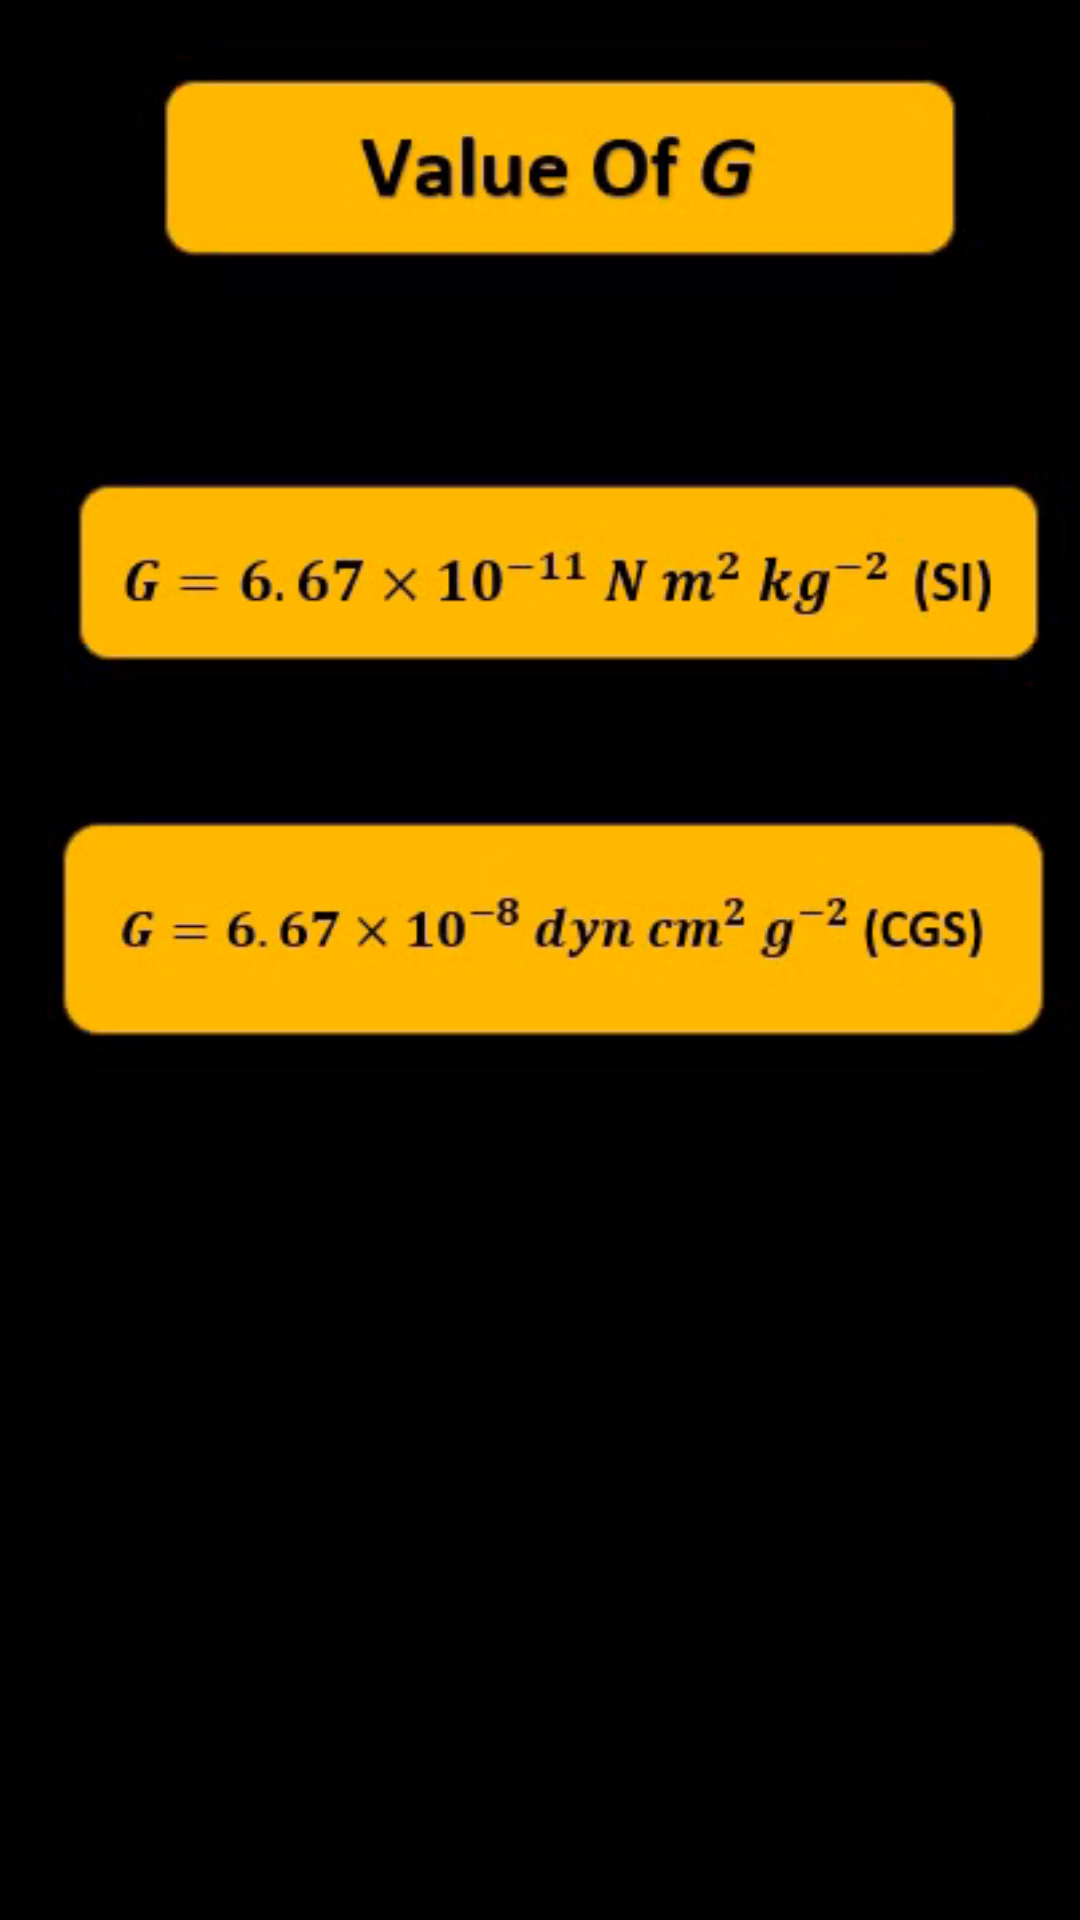 Value Of G
G = 6.67 × 10⁻¹¹ N m² kg⁻² (SI)
G = 6.67 × 10⁻⁸ dyn cm² g⁻² (CGS)